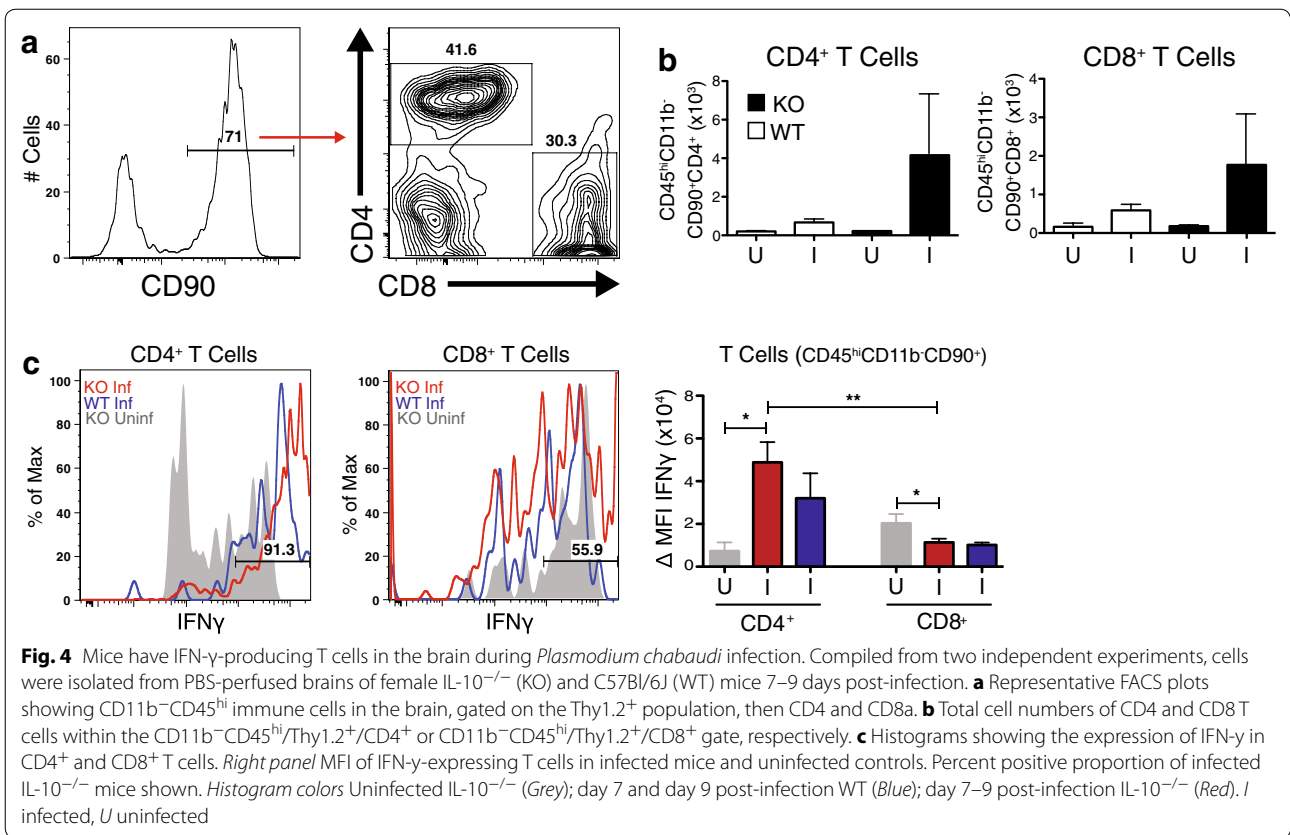 a
60
40
20
0
# Cells
71
CD90
41.6
30.3
CD4
CD8
b
CD4+ T Cells
CD45hiCD11b-
CD90+CD4+ (x10³)
8
6
4
2
0
KO
WT
U I U I
CD8+ T Cells
CD45hiCD11b-
CD90+CD8+ (x10³)
4
3
2
1
0
U I U I
c
CD4+ T Cells
KO Inf
WT Inf
KO Uninf
100
80
60
40
20
0
% of Max
91.3
IFNγ
CD8+ T Cells
KO Inf
WT Inf
KO Uninf
100
80
60
40
20
0
% of Max
55.9
IFNγ
T Cells (CD45hiCD11b-CD90+)
Δ MFI IFNγ (x10⁴)
8
6
4
2
0
*
**
*
U I I U I I
CD4+ CD8+
Fig. 4 Mice have IFN-γ-producing T cells in the brain during Plasmodium chabaudi infection. Compiled from two independent experiments, cells
were isolated from PBS-perfused brains of female IL-10−/− (KO) and C57Bl/6J (WT) mice 7–9 days post-infection. a Representative FACS plots
showing CD11b−CD45hi immune cells in the brain, gated on the Thy1.2+ population, then CD4 and CD8a. b Total cell numbers of CD4 and CD8 T
cells within the CD11b−CD45hi/Thy1.2+/CD4+ or CD11b−CD45hi/Thy1.2+/CD8+ gate, respectively. c Histograms showing the expression of IFN-γ in
CD4+ and CD8+ T cells. Right panel MFI of IFN-γ-expressing T cells in infected mice and uninfected controls. Percent positive proportion of infected
IL-10−/− mice shown. Histogram colors Uninfected IL-10−/− (Grey); day 7 and day 9 post-infection WT (Blue); day 7–9 post-infection IL-10−/− (Red). I
infected, U uninfected